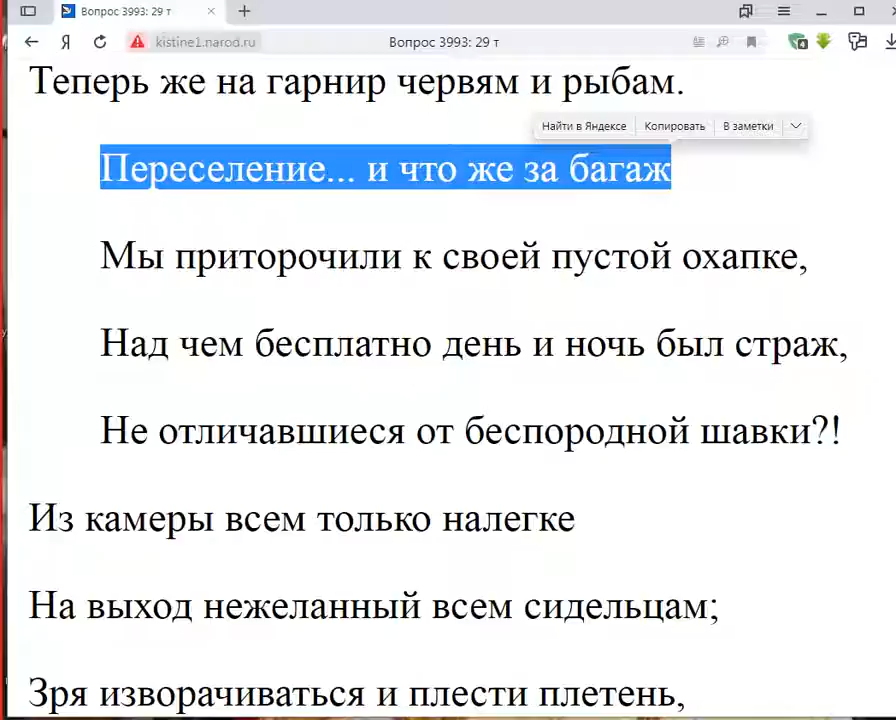 Вопрос 3993: 29 т
kistine1.narod.ru
Вопрос 3993: 29 т
Теперь же на гарнир червям и рыбам.
Найти в Яндексе Копировать В заметки
Переселение... и что же за багаж
Мы приторочили к своей пустой охапке,
Над чем бесплатно день и ночь был страж,
Не отличавшиеся от беспородной шавки?!
Из камеры всем только налегке
На выход нежеланный всем сидельцам;
Зря изворачиваться и плести плетень,